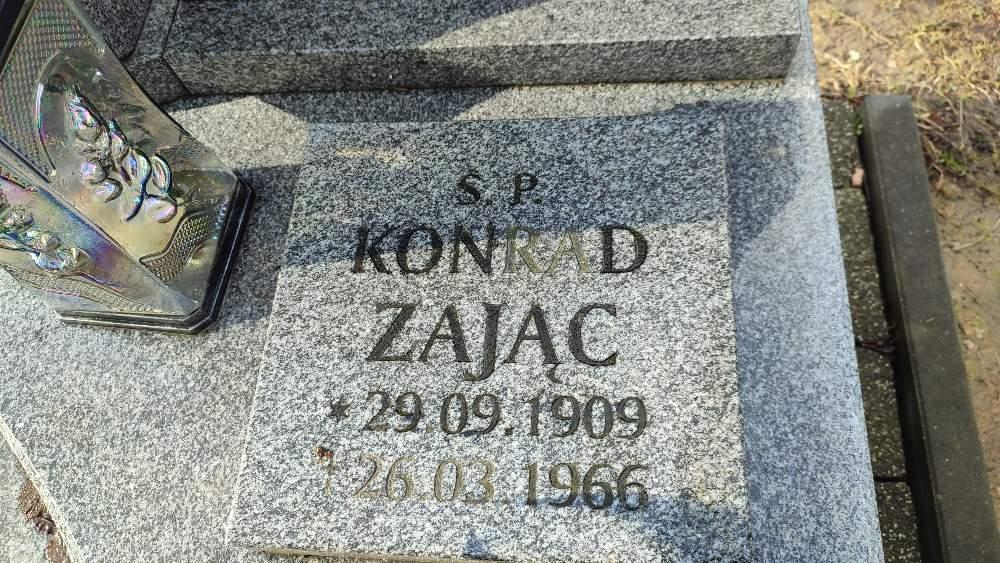 S. P.
KONRAD
ZAJĄC
* 29.09.1909
† 26.03.1966